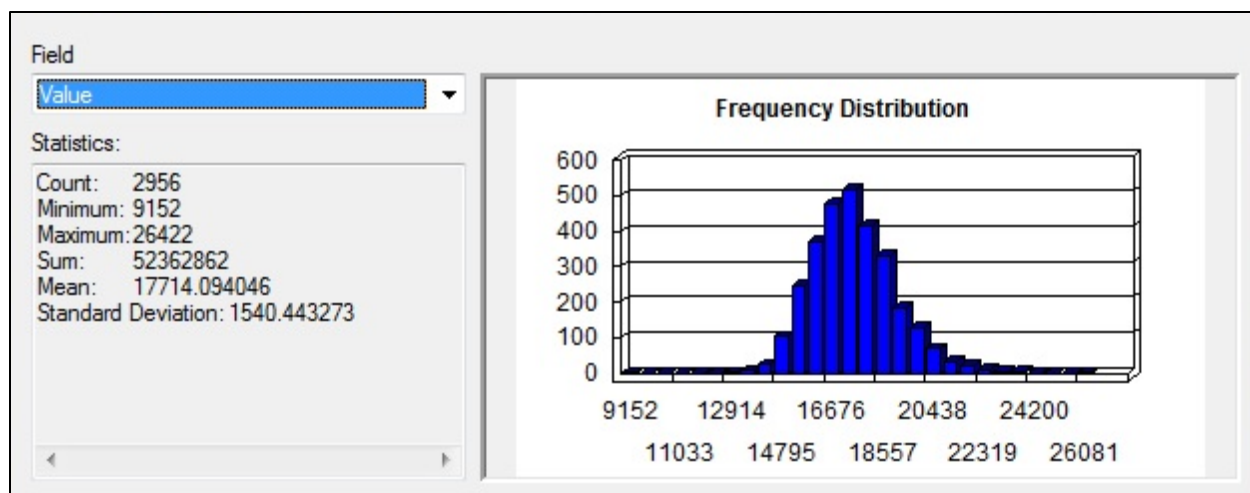 Field
Value
Statistics:
Count: 2956
Minimum: 9152
Maximum: 26422
Sum: 52362862
Mean: 17714.094046
Standard Deviation: 1540.443273
Frequency Distribution
600
500
400
300
200
100
0
9152 12914 16676 20438 24200
11033 14795 18557 22319 26081